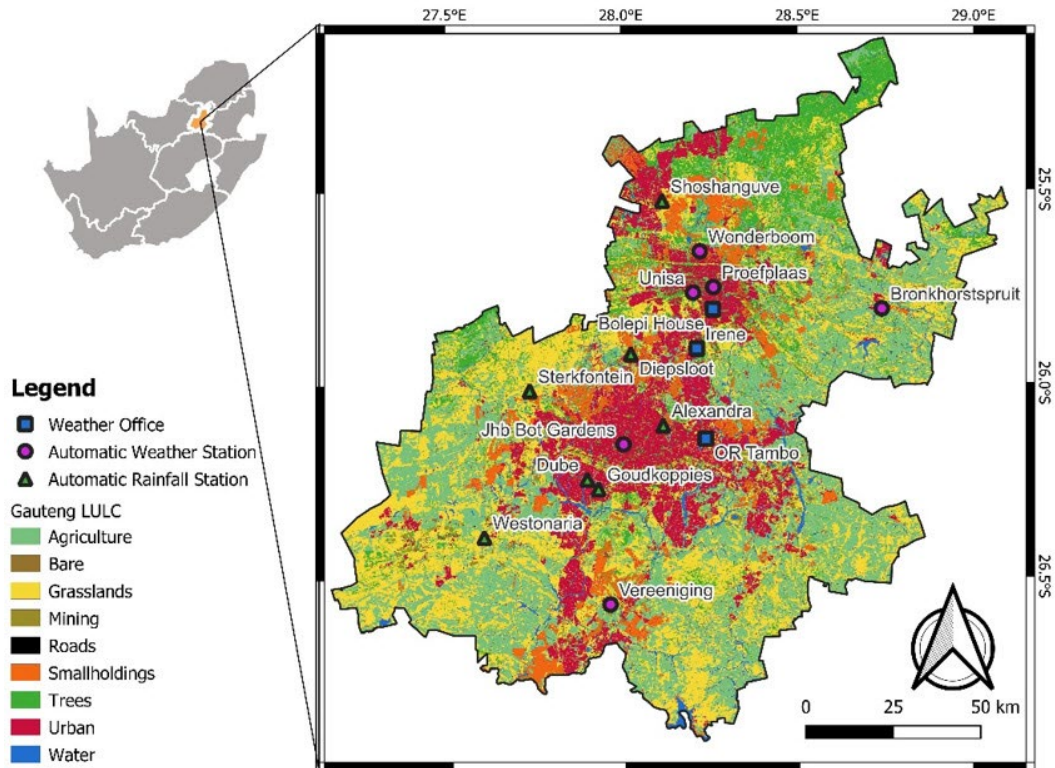 27.5°E
28.0°E
28.5°E
29.0°E
25.5°S
26.0°S
26.5°S
Shoshanguve
Wonderboom
Unisa
Proefplaas
Bronkhorstspruit
Bolepi House
Irene
Diepsloot
Sterkfontein
Alexandra
Jhb Bot Gardens
OR Tambo
Dube
Goudkoppies
Westonaria
Vereeniging
Legend
Weather Office
Automatic Weather Station
Automatic Rainfall Station
Gauteng LULC
Agriculture
Bare
Grasslands
Mining
Roads
Smallholdings
Trees
Urban
Water
0 25 50 km